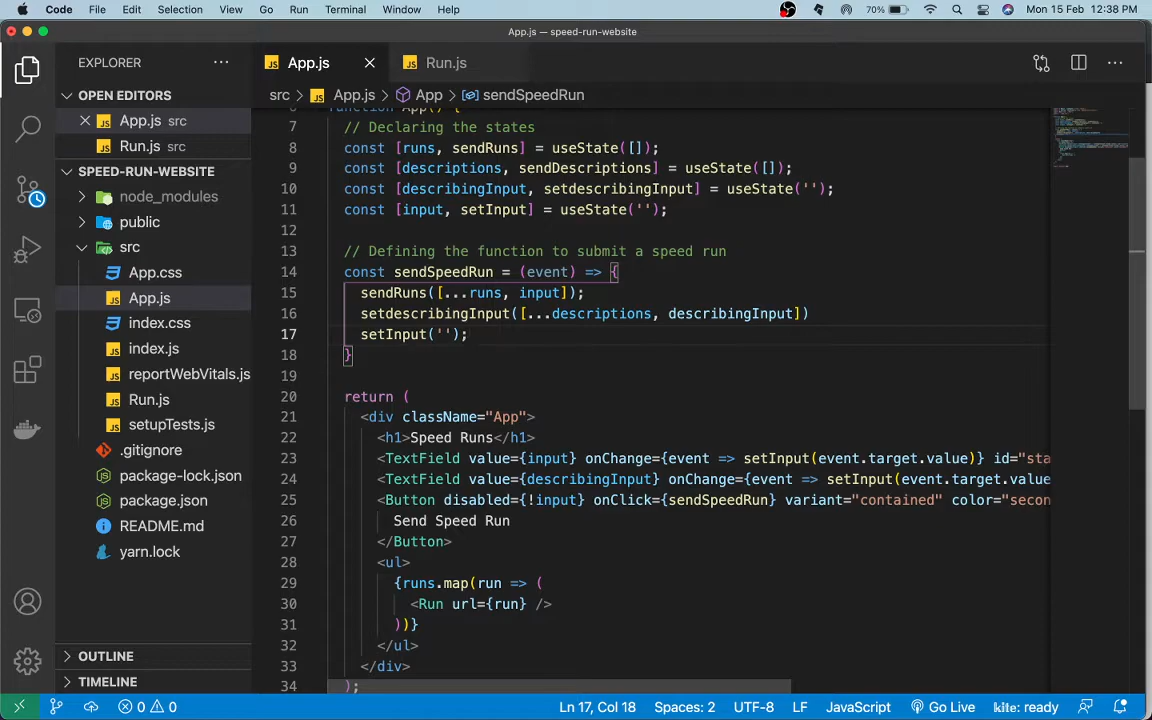 Code File Edit Selection View Go Run Terminal Window Help 70% Mon 15 Feb 12:38 PM
App.js — speed-run-website
EXPLORER ...
App.js Run.js ...
OPEN EDITORS
App.js src
Run.js src
SPEED-RUN-WEBSITE
node_modules
public
src
App.css
App.js
index.css
index.js
reportWebVitals.js
Run.js
setupTests.js
.gitignore
package-lock.json
package.json
README.md
yarn.lock
OUTLINE
TIMELINE
src > App.js > App > sendSpeedRun
function App() {
7 // Declaring the states
8 const [runs, sendRuns] = useState([]);
9 const [descriptions, sendDescriptions] = useState([]);
10 const [describingInput, setdescribingInput] = useState('');
11 const [input, setInput] = useState('');
12
13 // Defining the function to submit a speed run
14 const sendSpeedRun = (event) => {
15 sendRuns([...runs, input]);
16 setdescribingInput([...descriptions, describingInput])
17 setInput('');
18 }
19
20 return (
21 <div className="App">
22 <h1>Speed Runs</h1>
23 <TextField value={input} onChange={event => setInput(event.target.value)} id="sta
24 <TextField value={describingInput} onChange={event => setInput(event.target.value
25 <Button disabled={!input} onClick={sendSpeedRun} variant="contained" color="secon
26 Send Speed Run
27 </Button>
28 <ul>
29 {runs.map(run => (
30 <Run url={run} />
31 ))}
32 </ul>
33 </div>
34 );
0 0 Ln 17, Col 18 Spaces: 2 UTF-8 LF JavaScript Go Live kite: ready